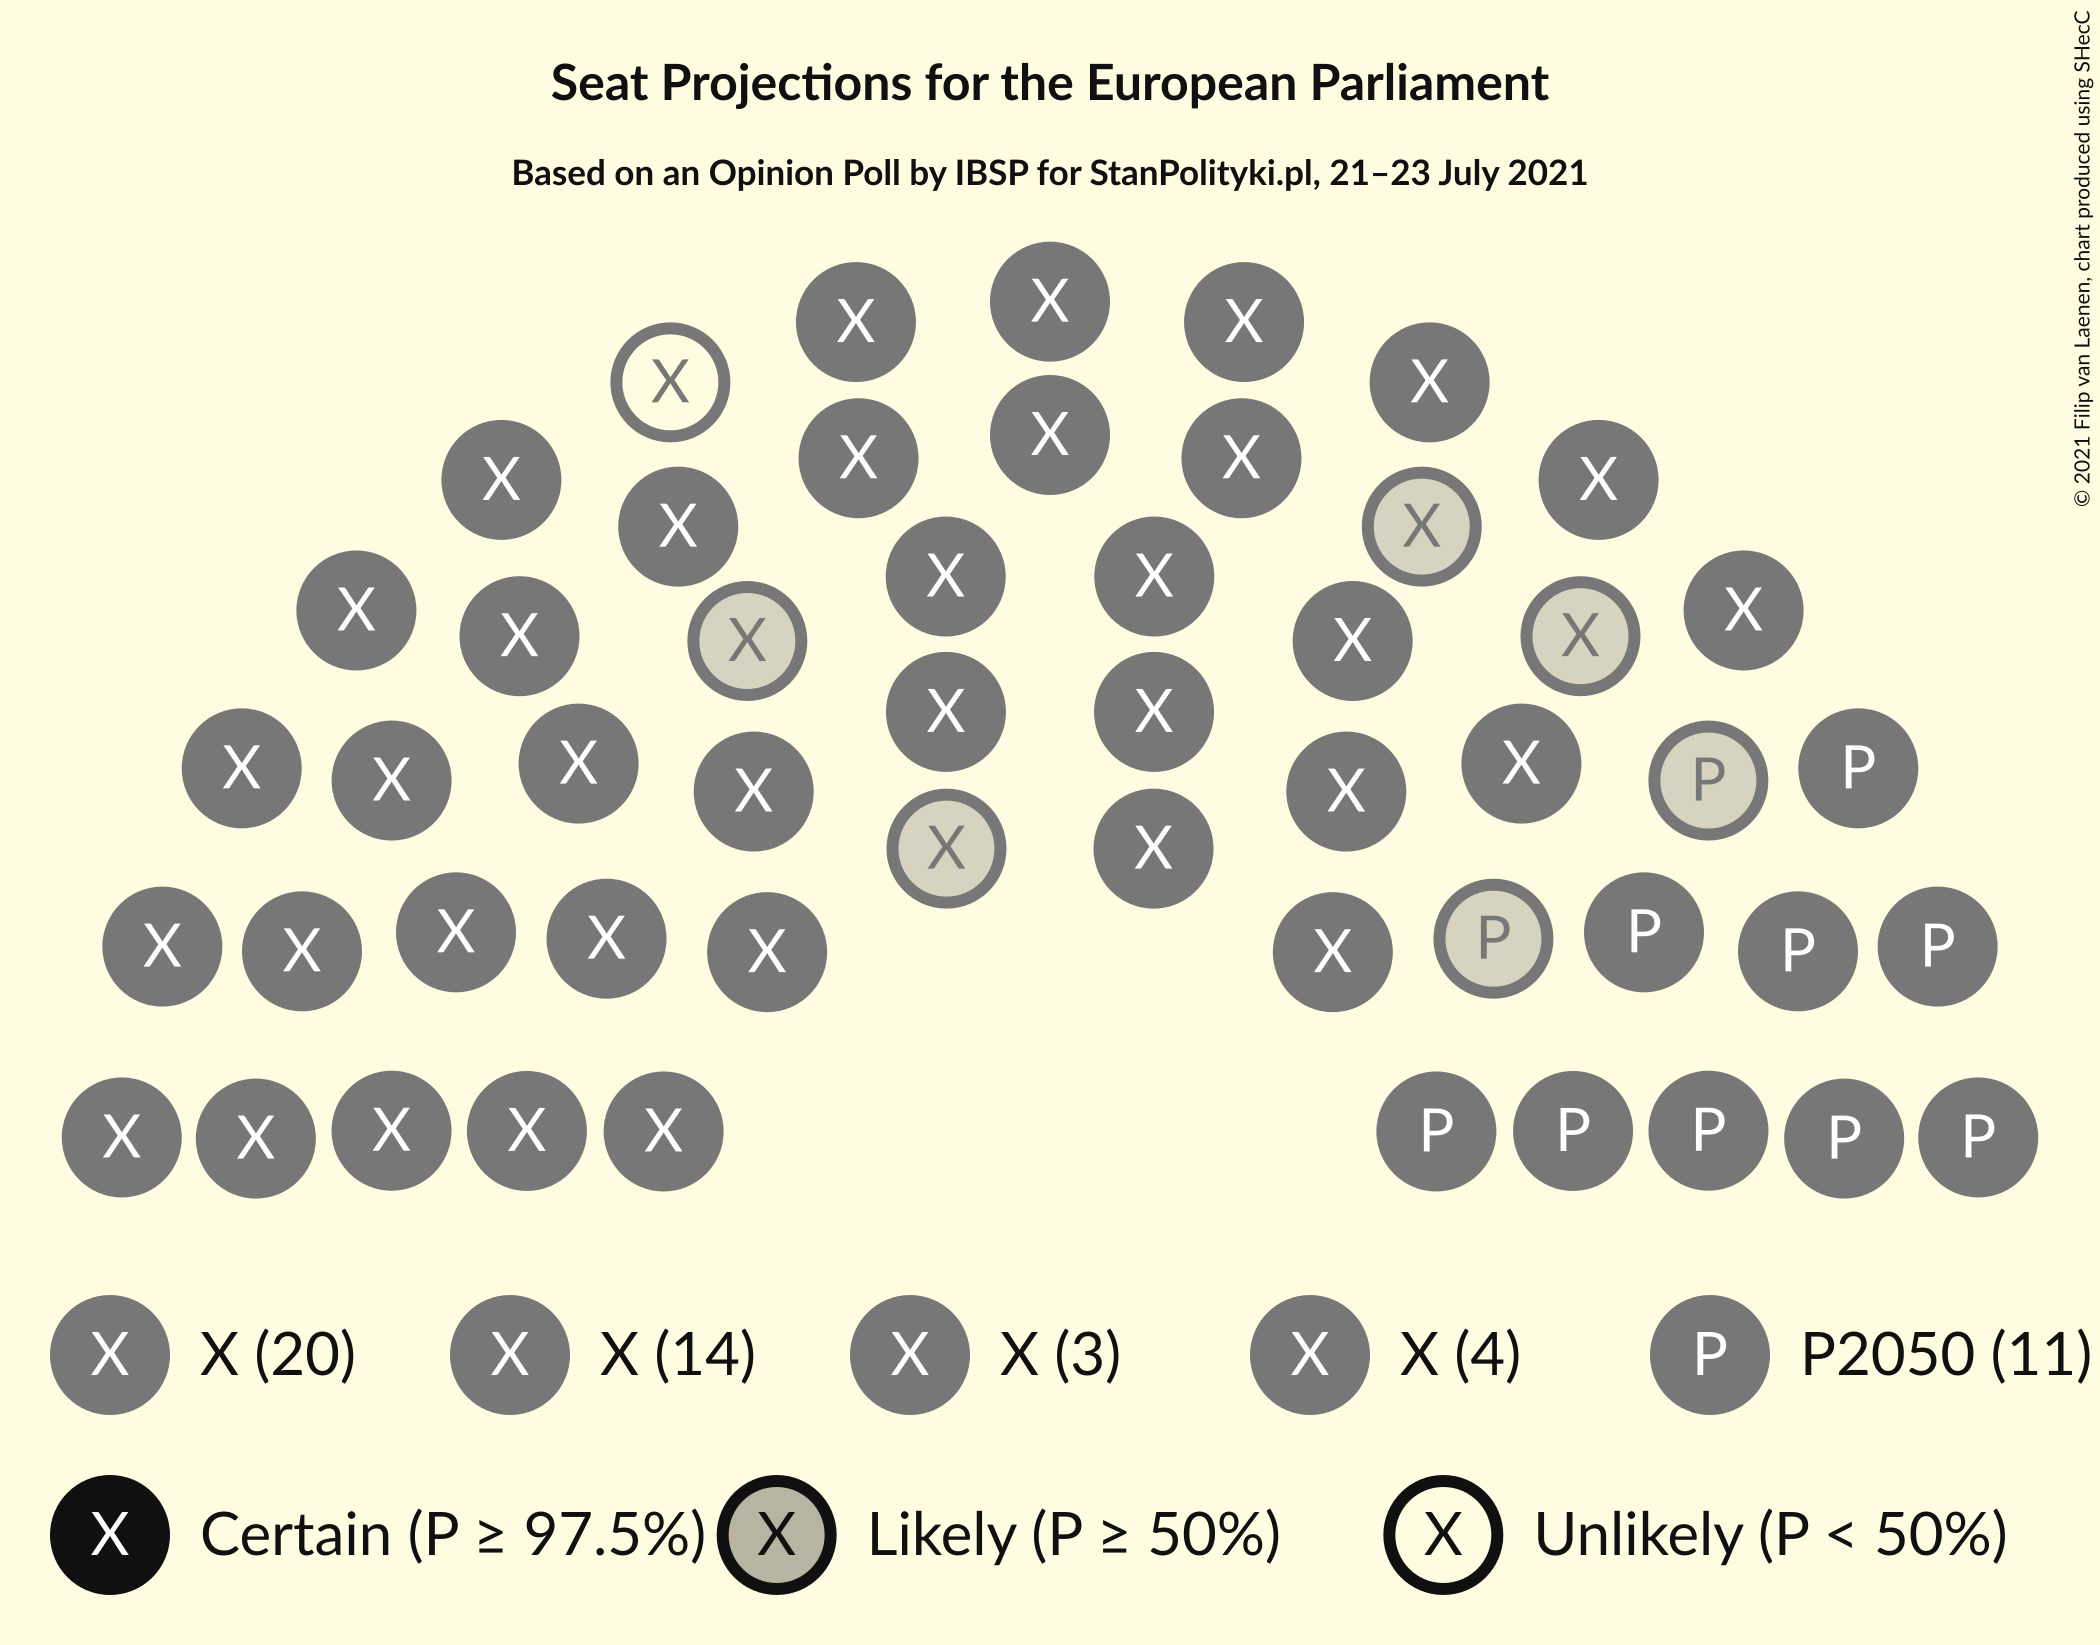 Seat Projections for the European Parliament
Based on an Opinion Poll by IBSP for StanPolityki.pl, 21–23 July 2021
© 2021 Filip van Laenen, chart produced using SHecC
X
X X
X X
X
X
X X
X X
X X
X X
X
X X
X X
X X
X X
X X
X X X X
X X P P
X X
X X X X X
X P P P P
X X X X X
P P P P P
X X (20) X X (14) X X (3) X X (4) P P2050 (11)
X Certain (P ≥ 97.5%) X Likely (P ≥ 50%) X Unlikely (P < 50%)